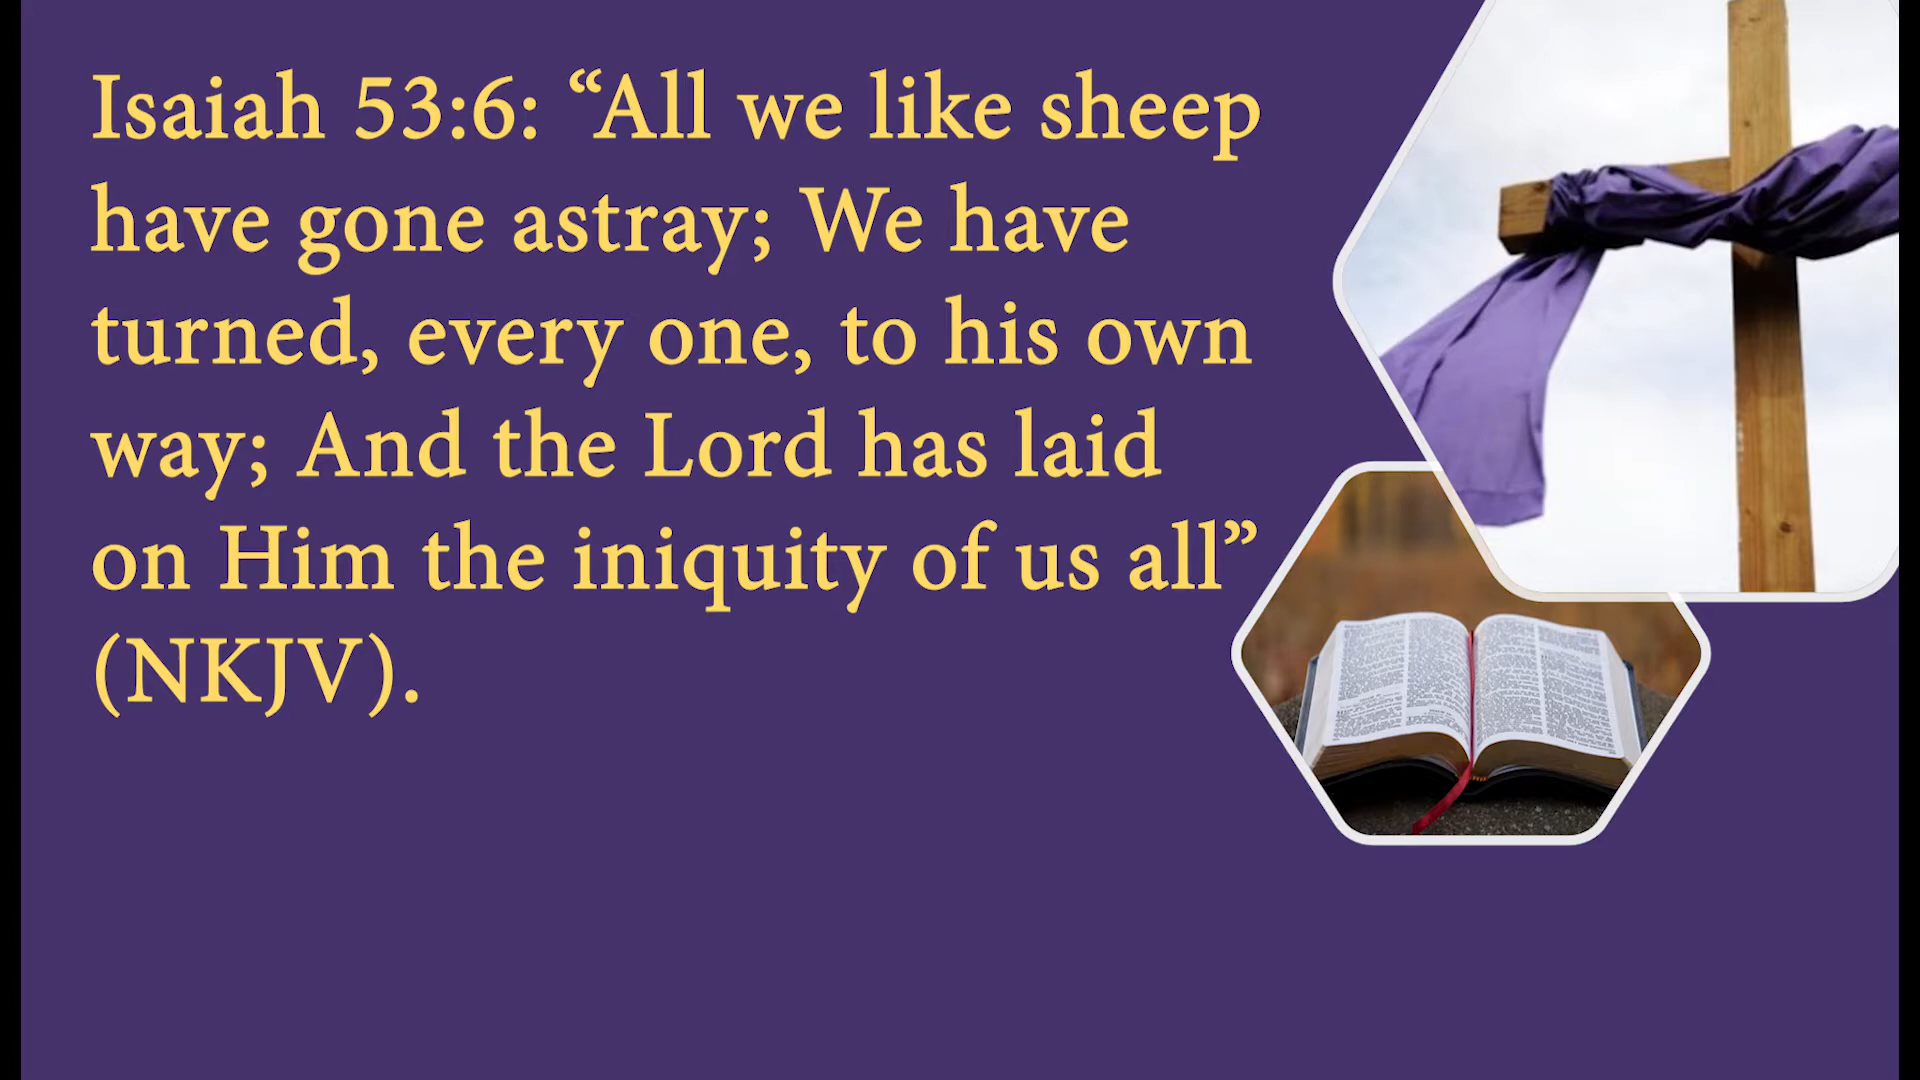 Isaiah 53:6: “All we like sheep
have gone astray; We have
turned, every one, to his own
way; And the Lord has laid
on Him the iniquity of us all”
(NKJV).